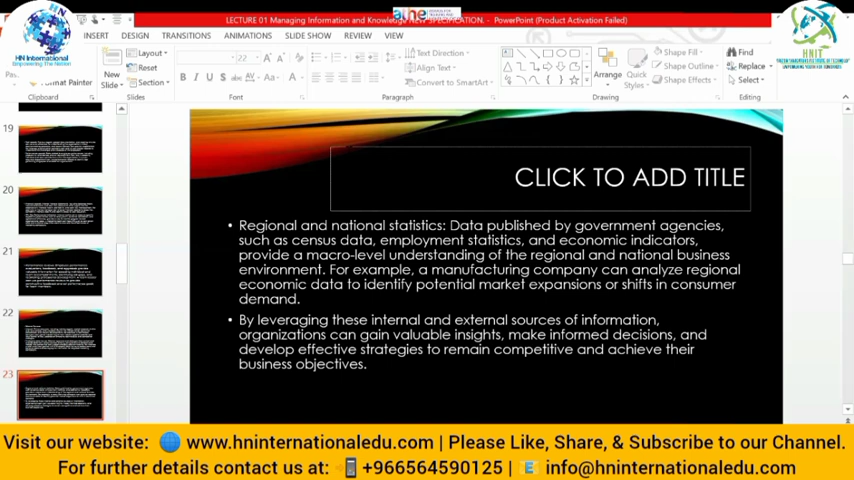 LECTURE 01 Managing Information and Knowledge NEW SPECIFICATION. - PowerPoint (Product Activation Failed)
INSERT DESIGN TRANSITIONS ANIMATIONS SLIDE SHOW REVIEW VIEW
HN International
HNIT
Format Painter
New
Slide
Layout
Reset
Section
22
B I U S
Text Direction
Align Text
Convert to SmartArt
Arrange
Quick
Styles
Shape Fill
Shape Outline
Shape Effects
Find
Replace
Select
Clipboard
Slides
Font
Paragraph
Drawing
Editing
19
20
21
22
23
CLICK TO ADD TITLE
• Regional and national statistics: Data published by government agencies,
such as census data, employment statistics, and economic indicators,
provide a macro-level understanding of the regional and national business
environment. For example, a manufacturing company can analyze regional
economic data to identify potential market expansions or shifts in consumer
demand.
• By leveraging these internal and external sources of information,
organizations can gain valuable insights, make informed decisions, and
develop effective strategies to remain competitive and achieve their
business objectives.
Visit our website: www.hninternationaledu.com | Please Like, Share, & Subscribe to our Channel.
For further details contact us at: +966564590125 | info@hninternationaledu.com